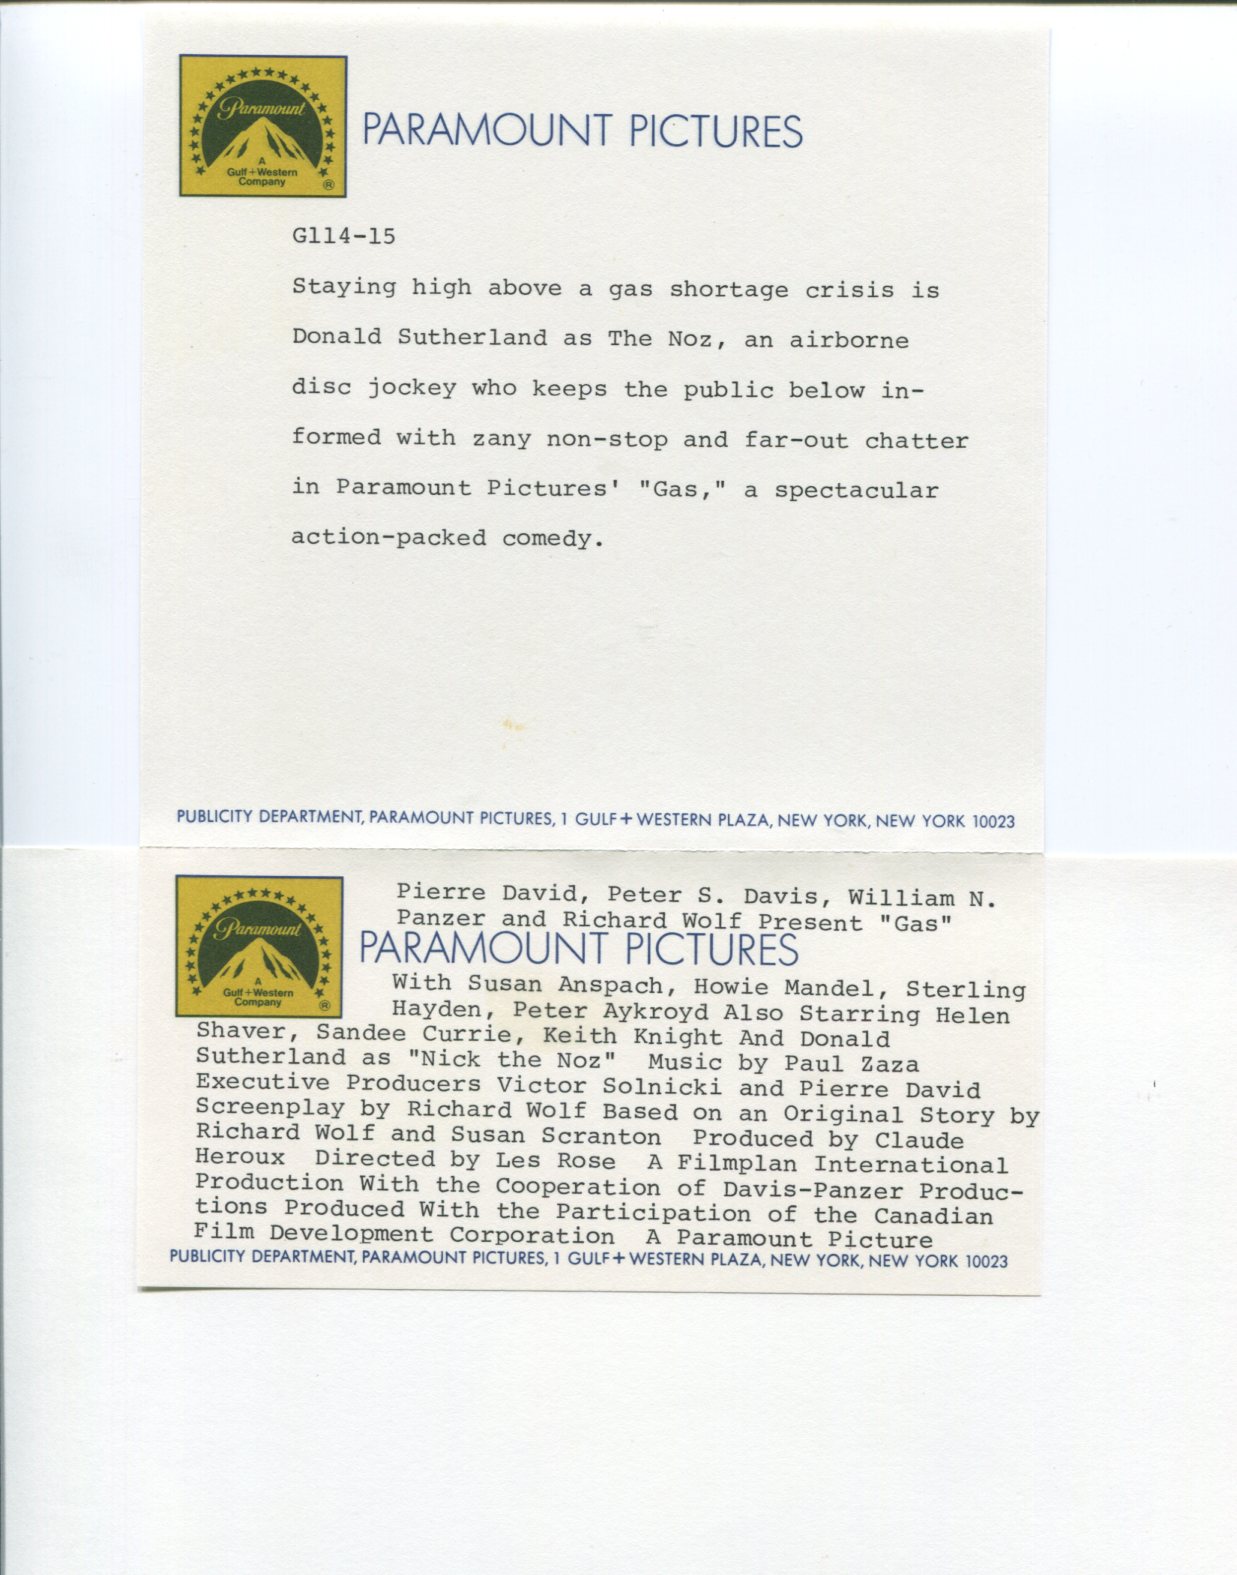 Paramount
A
Gulf+Western
Company
®
PARAMOUNT PICTURES
G114-15
Staying high above a gas shortage crisis is
Donald Sutherland as The Noz, an airborne
disc jockey who keeps the public below in-
formed with zany non-stop and far-out chatter
in Paramount Pictures' "Gas," a spectacular
action-packed comedy.
PUBLICITY DEPARTMENT, PARAMOUNT PICTURES, 1 GULF+WESTERN PLAZA, NEW YORK, NEW YORK 10023
Paramount
A
Gulf+Western
Company
®
Pierre David, Peter S. Davis, William N.
Panzer and Richard Wolf Present "Gas"
PARAMOUNT PICTURES
With Susan Anspach, Howie Mandel, Sterling
Hayden, Peter Aykroyd Also Starring Helen
Shaver, Sandee Currie, Keith Knight And Donald
Sutherland as "Nick the Noz"  Music by Paul Zaza
Executive Producers Victor Solnicki and Pierre David
Screenplay by Richard Wolf Based on an Original Story by
Richard Wolf and Susan Scranton  Produced by Claude
Heroux  Directed by Les Rose  A Filmplan International
Production With the Cooperation of Davis-Panzer Produc-
tions Produced With the Participation of the Canadian
Film Development Corporation  A Paramount Picture
PUBLICITY DEPARTMENT, PARAMOUNT PICTURES, 1 GULF+WESTERN PLAZA, NEW YORK, NEW YORK 10023